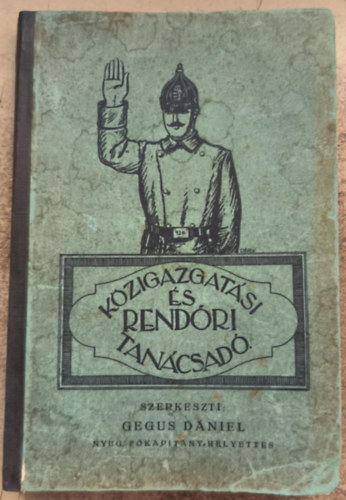 KÖZIGAZGATÁSI
ÉS
RENDŐRI
TANÁCSADÓ.
SZERKESZTI:
GEGUS DÁNIEL
NYUG. FŐKAPITÁNY-HELYETTES